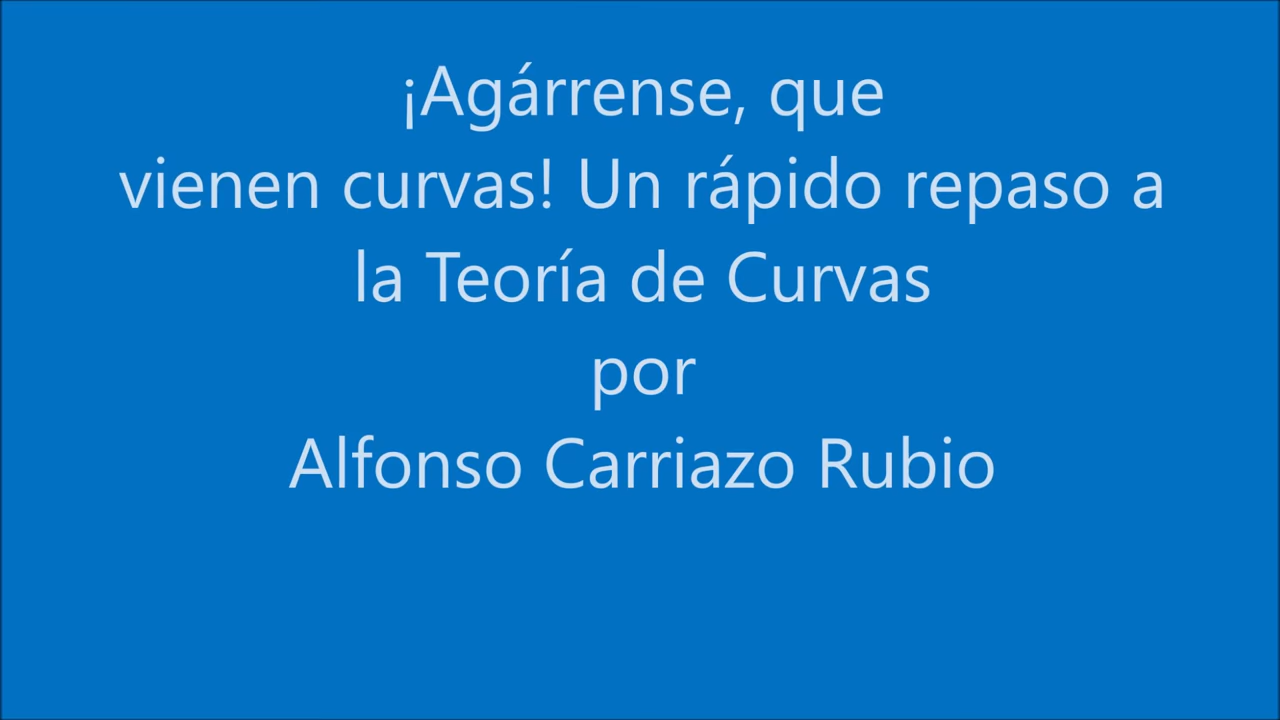 ¡Agárrense, que
vienen curvas! Un rápido repaso a
la Teoría de Curvas
por
Alfonso Carriazo Rubio